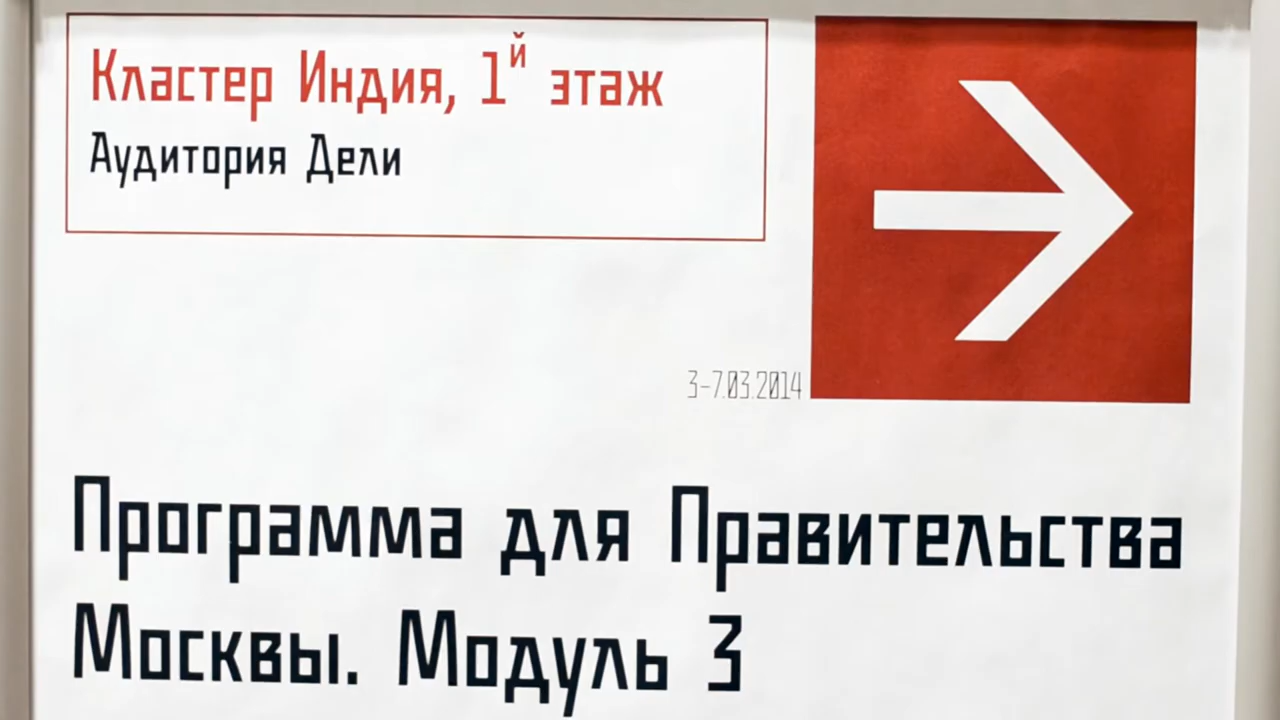 Кластер Индия, 1й этаж
Аудитория Дели
3–7.03.2014
Программа для Правительства
Москвы. Модуль 3